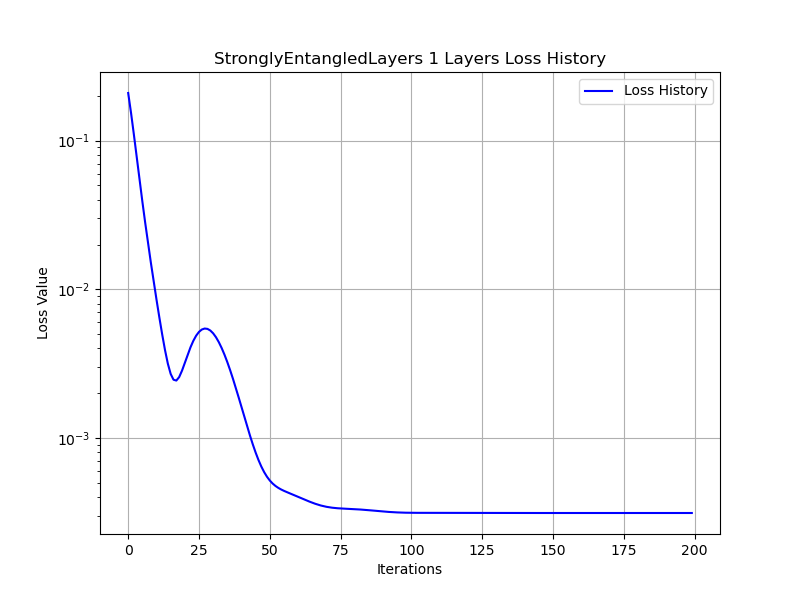 StronglyEntangledLayers 1 Layers Loss History
Loss History
Loss Value
10⁻¹
10⁻²
10⁻³
0 25 50 75 100 125 150 175 200
Iterations